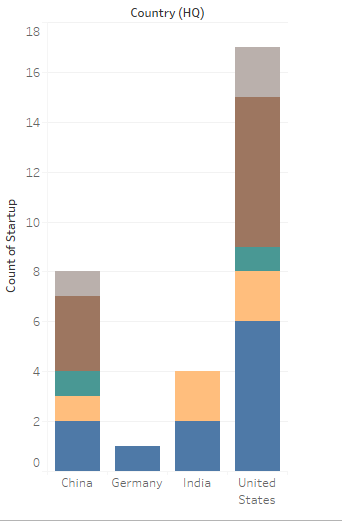 Country (HQ)
Count of Startup
18
16
14
12
10
8
6
4
2
0
China
Germany
India
United
States